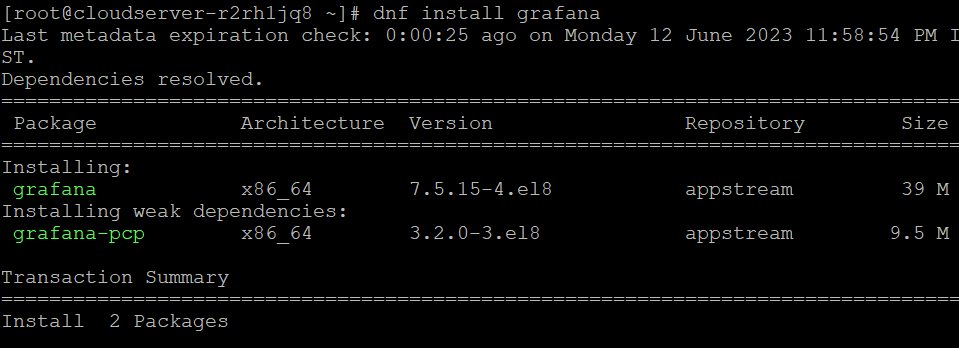 [root@cloudserver-r2rh1jq8 ~]# dnf install grafana
Last metadata expiration check: 0:00:25 ago on Monday 12 June 2023 11:58:54 PM I
ST.
Dependencies resolved.
================================================================================
Package Architecture Version Repository Size
================================================================================
Installing:
grafana x86_64 7.5.15-4.el8 appstream 39 M
Installing weak dependencies:
grafana-pcp x86_64 3.2.0-3.el8 appstream 9.5 M
Transaction Summary
================================================================================
Install 2 Packages